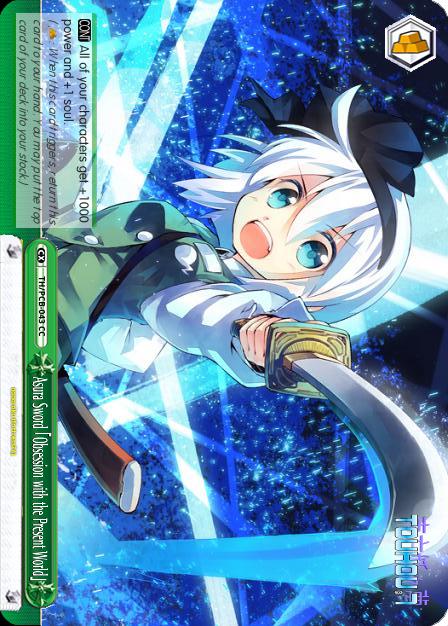 [CONT] All of your characters get +1000
power and +1 soul.
( : When this card triggers, return this
card to your hand. You may put the top
card of your deck into your stock.)
CX
TH/PCB-043 CC
Asura Sword「Obsession with the Present World」
TOUHOU